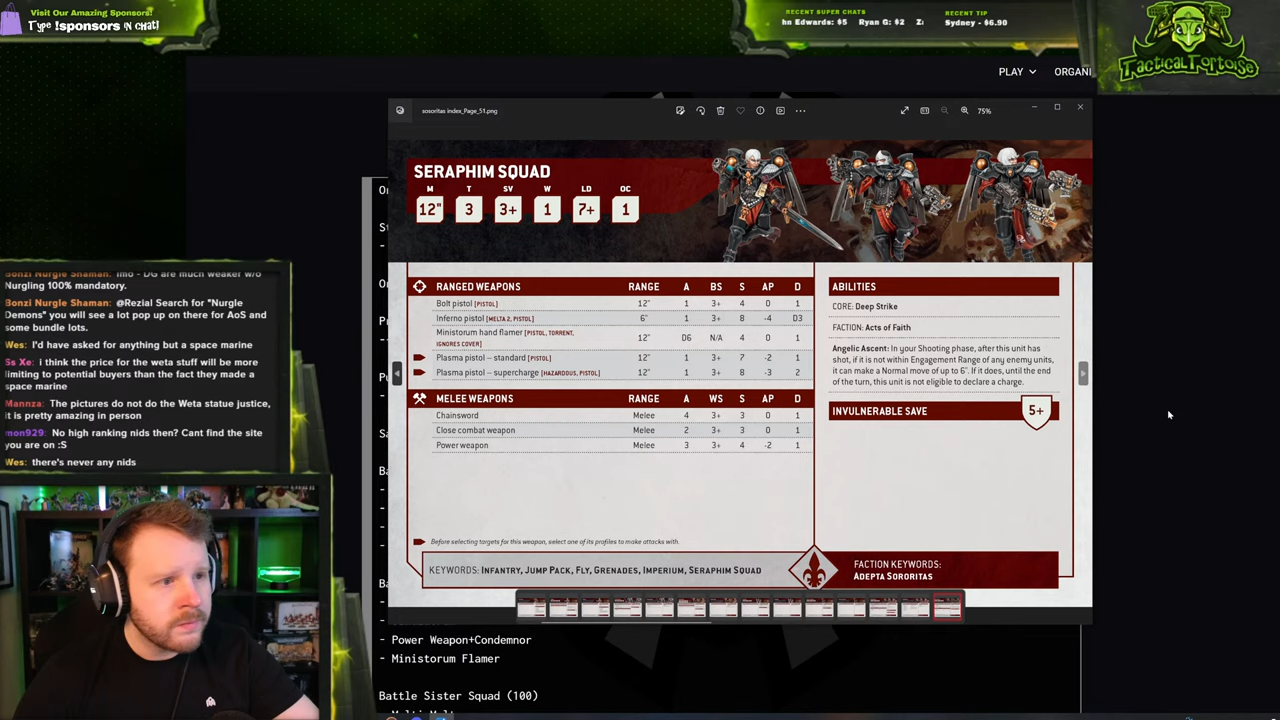 Visit Our Amazing Sponsors!
Type !sponsors in chat!
RECENT SUPER CHATS
hn Edwards: $5 Ryan G: $2 Z:
RECENT TIP
Sydney - $6.90
TACTICALTORTOISE
PLAY
ORGANI
sosoritas index_Page_51.png
75%
SERAPHIM SQUAD
M T SV W LD OC
12" 3 3+ 1 7+ 1
RANGED WEAPONS RANGE A BS S AP D
Bolt pistol [PISTOL] 12" 1 3+ 4 0 1
Inferno pistol [MELTA 2, PISTOL] 6" 1 3+ 8 -4 D3
Ministorum hand flamer [PISTOL, TORRENT,
IGNORES COVER] 12" D6 N/A 4 0 1
Plasma pistol – standard [PISTOL] 12" 1 3+ 7 -2 1
Plasma pistol – supercharge [HAZARDOUS, PISTOL] 12" 1 3+ 8 -3 2
MELEE WEAPONS RANGE A WS S AP D
Chainsword Melee 4 3+ 3 0 1
Close combat weapon Melee 2 3+ 3 0 1
Power weapon Melee 3 3+ 4 -2 1
Before selecting targets for this weapon, select one of its profiles to make attacks with.
KEYWORDS: INFANTRY, JUMP PACK, FLY, GRENADES, IMPERIUM, SERAPHIM SQUAD
ABILITIES
CORE: Deep Strike
FACTION: Acts of Faith
Angelic Ascent: In your Shooting phase, after this unit has
shot, if it is not within Engagement Range of any enemy units,
it can make a Normal move of up to 6". If it does, until the end
of the turn, this unit is not eligible to declare a charge.
INVULNERABLE SAVE 5+
FACTION KEYWORDS:
ADEPTA SORORITAS
Bonzi Nurgle Shaman: Imo - DG are much weaker w/o
Nurgling 100% mandatory.
Bonzi Nurgle Shaman: @Rezial Search for "Nurgle
Demons" you will see a lot pop up on there for AoS and
some bundle lots.
Wes: I'd have asked for anything but a space marine
Ss Xe: i think the price for the weta stuff will be more
limiting to potential buyers than the fact they made a
space marine
Mannza: The pictures do not do the Weta statue justice,
it is pretty amazing in person
mon929: No high ranking nids then? Cant find the site
you are on :S
Wes: there's never any nids
- Power Weapon+Condemnor
- Ministorum Flamer
Battle Sister Squad (100)